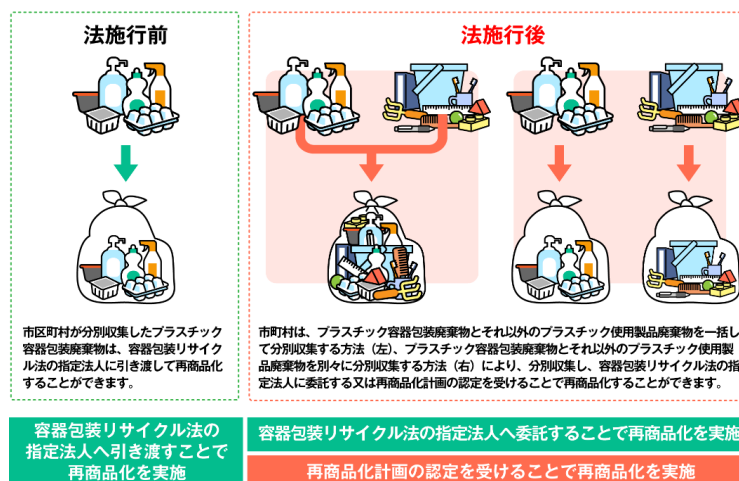 法施行前
市区町村が分別収集したプラスチック
容器包装廃棄物は、容器包装リサイク
ル法の指定法人に引き渡して再商品化
することができます。
容器包装リサイクル法の
指定法人へ引き渡すことで
再商品化を実施
法施行後
市町村は、プラスチック容器包装廃棄物とそれ以外のプラスチック使用製品廃棄物を一括し
て分別収集する方法（左）、プラスチック容器包装廃棄物とそれ以外のプラスチック使用製
品廃棄物を別々に分別収集する方法（右）により、分別収集し、容器包装リサイクル法の指
定法人に委託する又は再商品化計画の認定を受けることで再商品化することができます。
容器包装リサイクル法の指定法人へ委託することで再商品化を実施
再商品化計画の認定を受けることで再商品化を実施